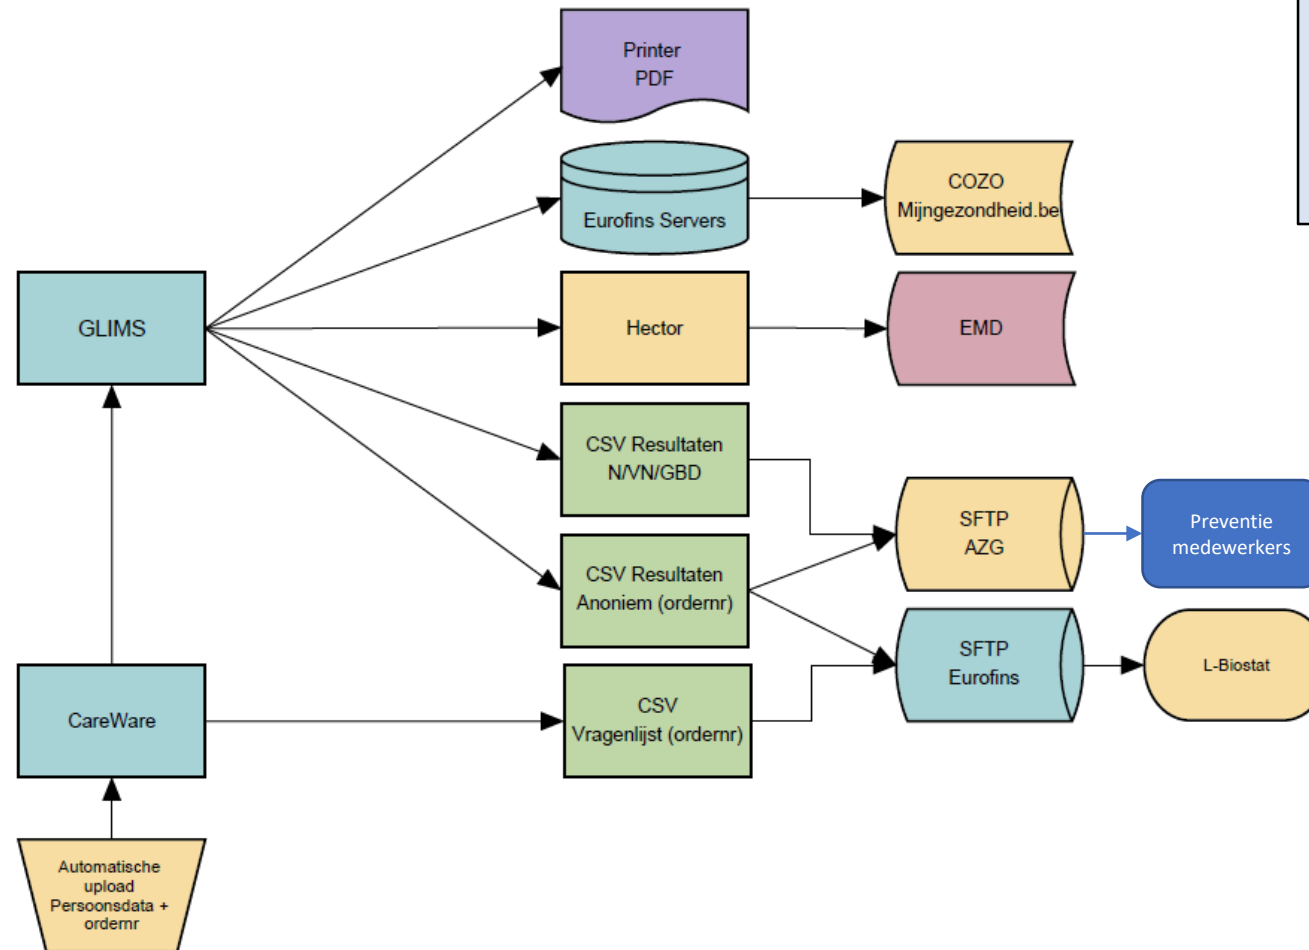 Printer
PDF
Eurofins Servers
COZO
Mijngezondheid.be
GLIMS
Hector
EMD
CSV Resultaten
N/VN/GBD
SFTP
AZG
Preventie
medewerkers
CSV Resultaten
Anoniem (ordernr)
SFTP
Eurofins
L-Biostat
CareWare
CSV
Vragenlijst (ordernr)
Automatische
upload
Persoonsdata +
ordernr